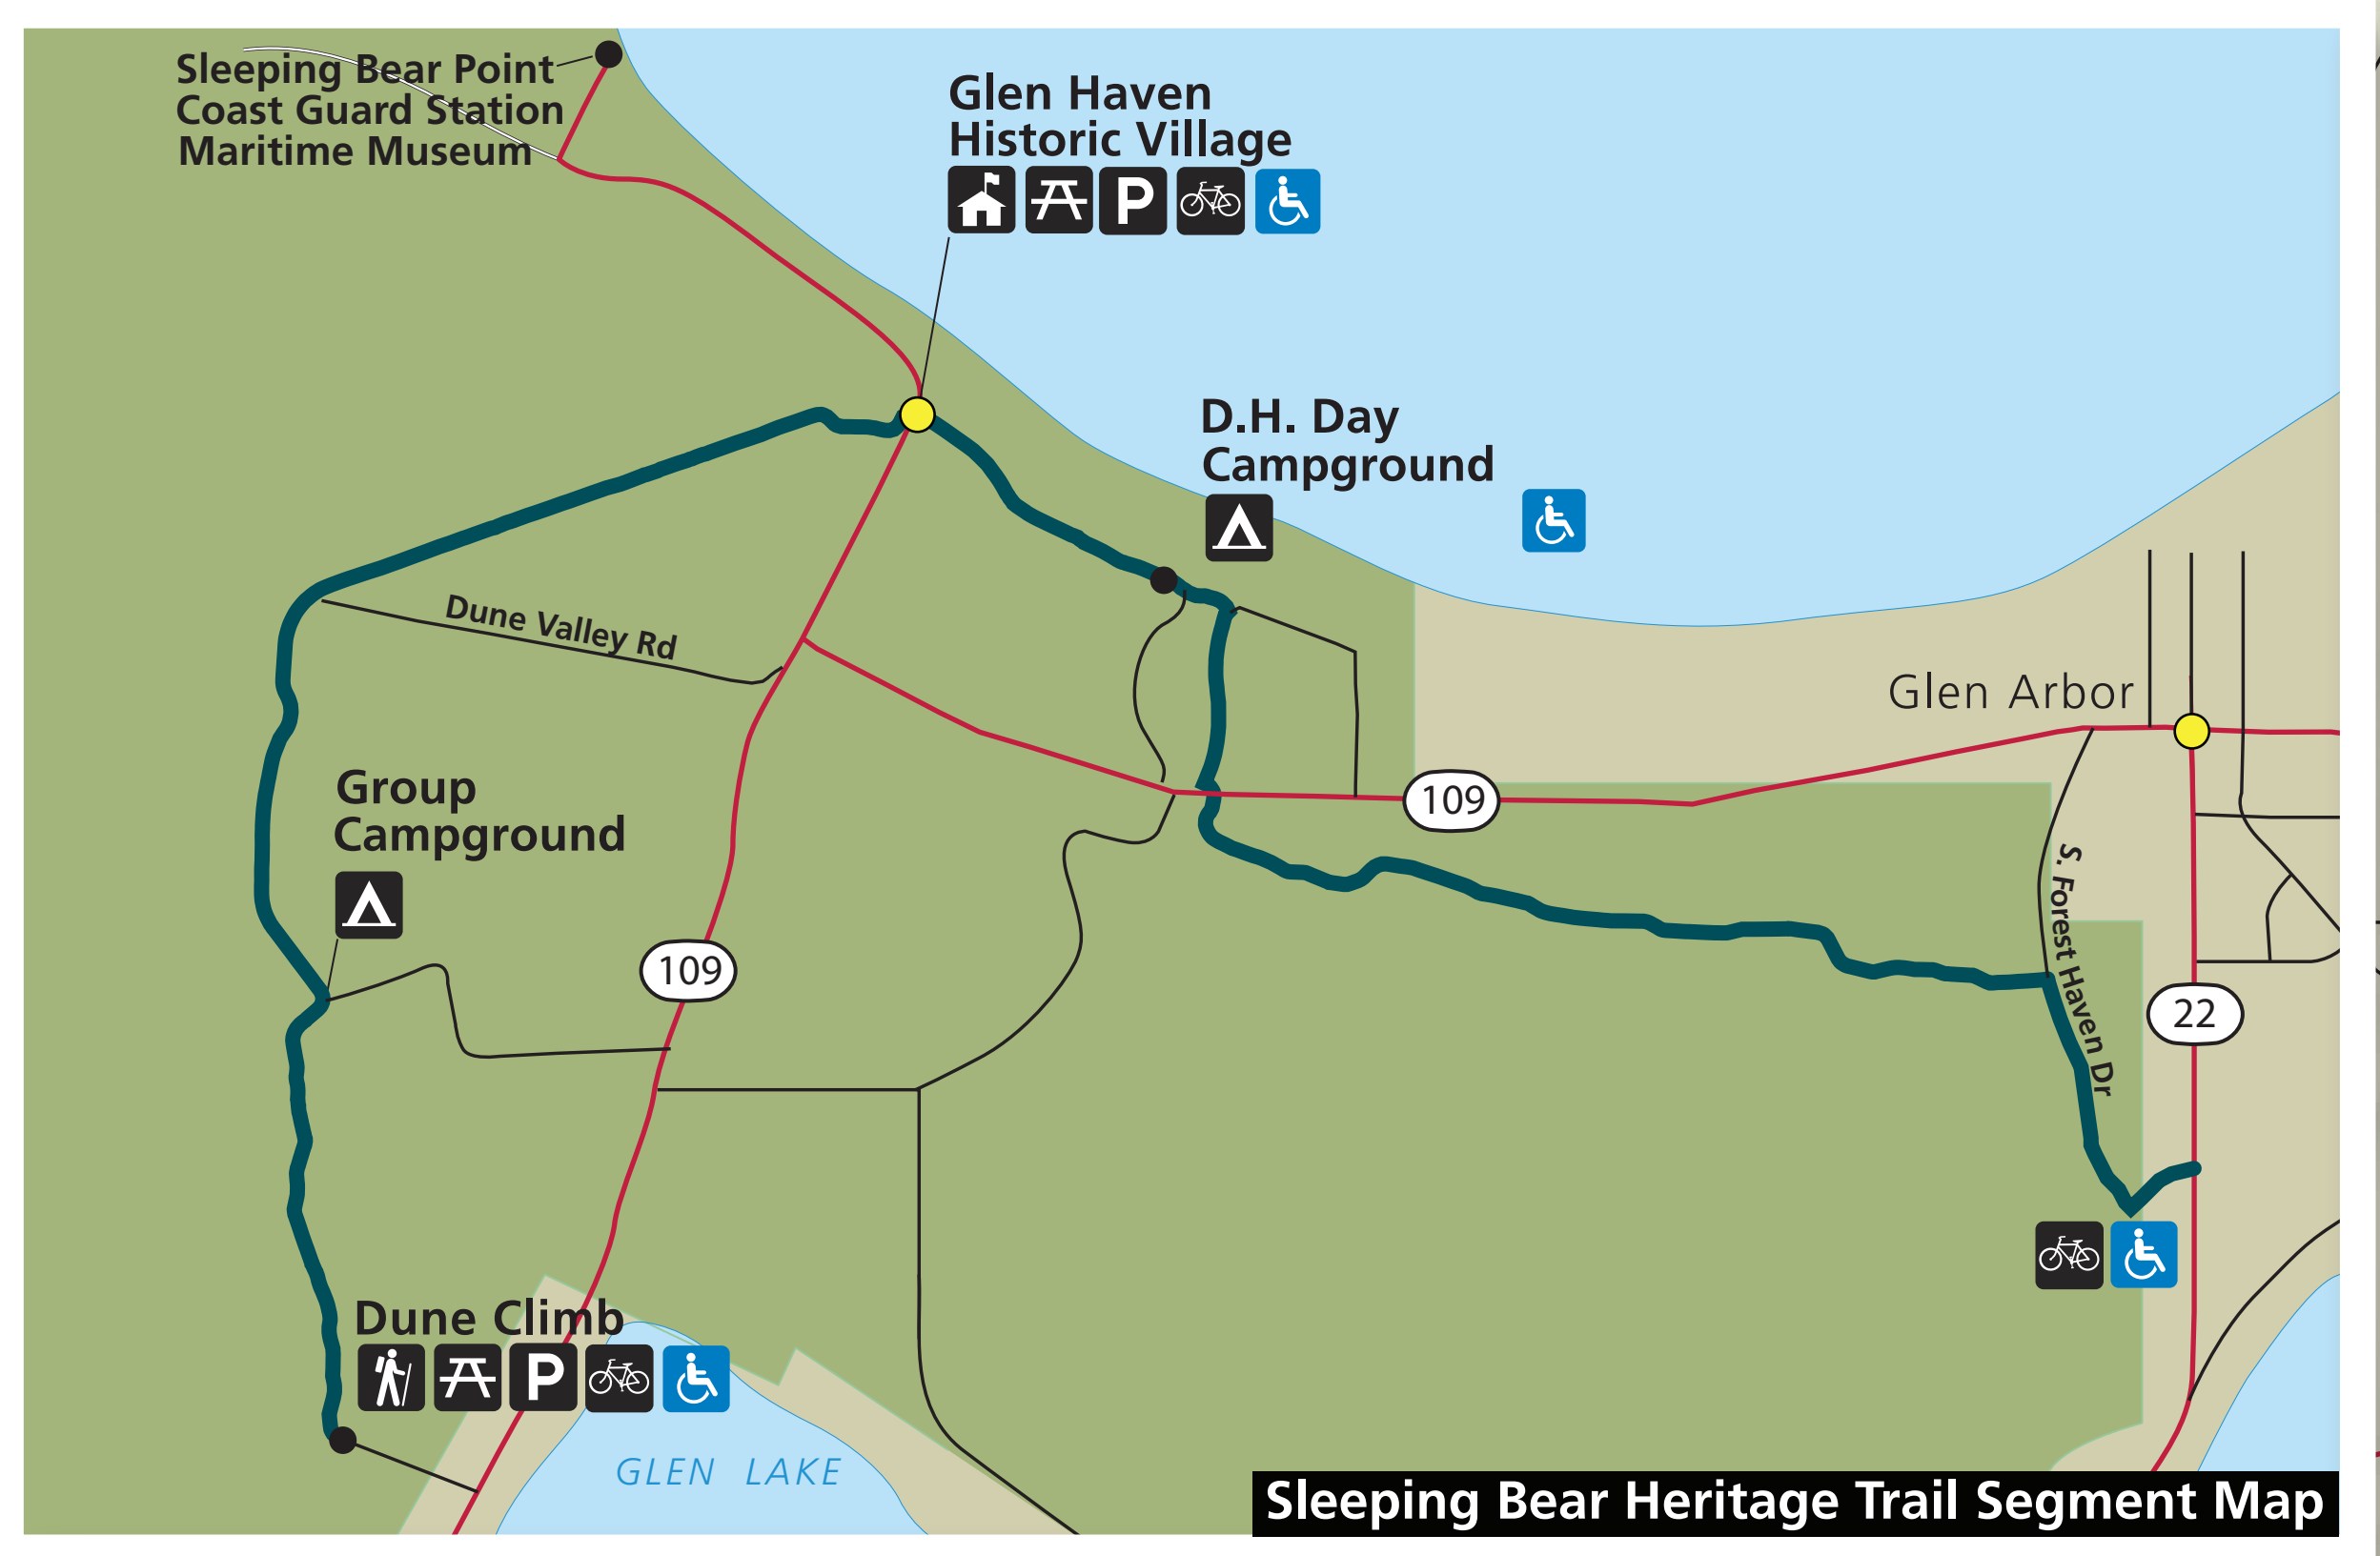 Sleeping Bear Point
Coast Guard Station
Maritime Museum
Glen Haven
Historic Village
P
D.H. Day
Campground
Dune Valley Rd
Glen Arbor
Group
Campground
109
109
S. Forest Haven Dr
22
Dune Climb
P
GLEN LAKE
Sleeping Bear Heritage Trail Segment Map